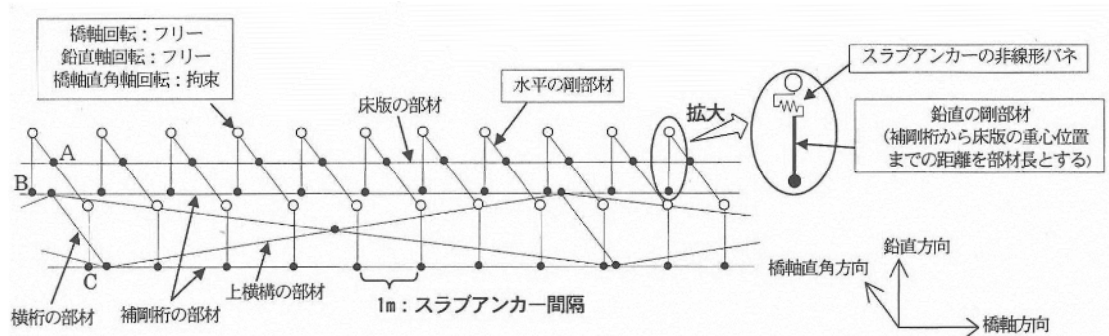 橋軸回転：フリー
鉛直軸回転：フリー
橋軸直角軸回転：拘束
床版の部材
水平の剛部材
拡大
スラブアンカーの非線形バネ
鉛直の剛部材
(補剛桁から床版の重心位置
までの距離を部材長とする)
A
B
C
横桁の部材
補剛桁の部材
上横構の部材
1m：スラブアンカー間隔
鉛直方向
橋軸直角方向
橋軸方向